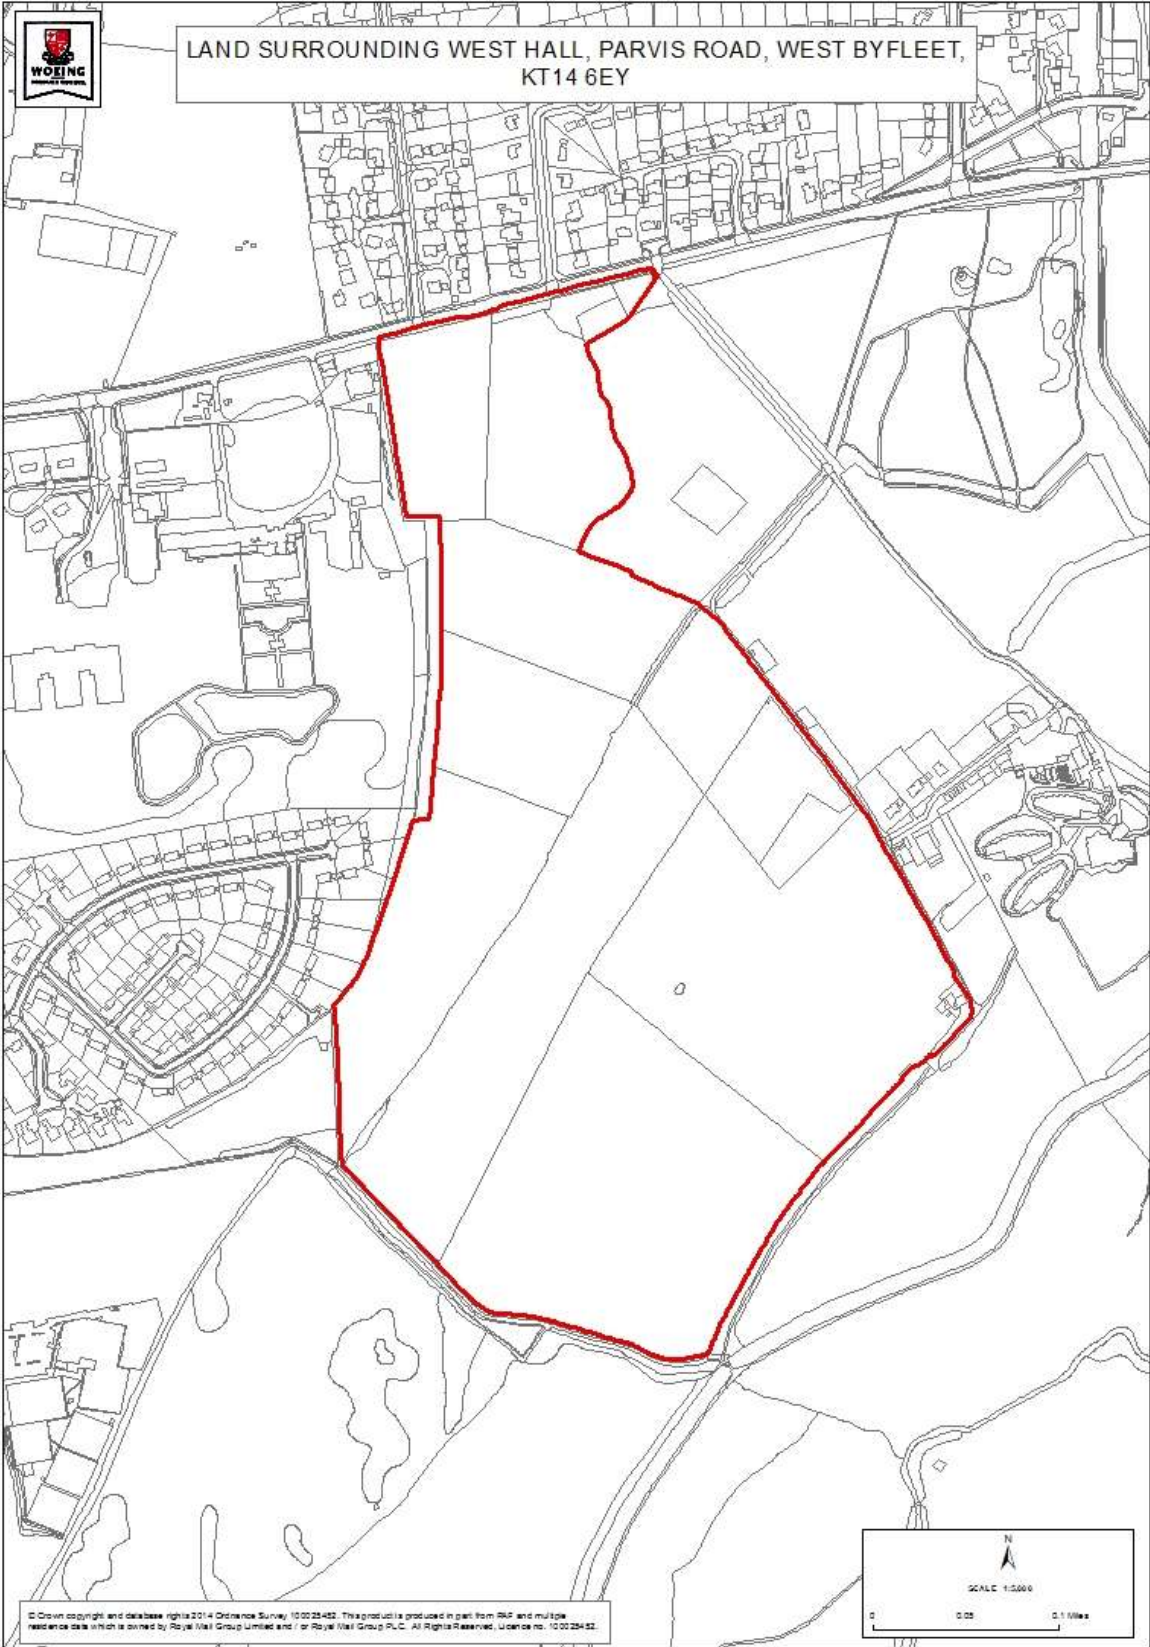 LAND SURROUNDING WEST HALL, PARVIS ROAD, WEST BYFLEET,
KT14 6EY
WOKING
N
SCALE 1:5,000
0 0.05 0.1 Miles
© Crown copyright and database rights 2014 Ordnance Survey 100025452. This product is produced in part from PAF and multiple
residence data which is owned by Royal Mail Group Limited and / or Royal Mail Group PLC. All Rights Reserved, Licence no. 100025452.